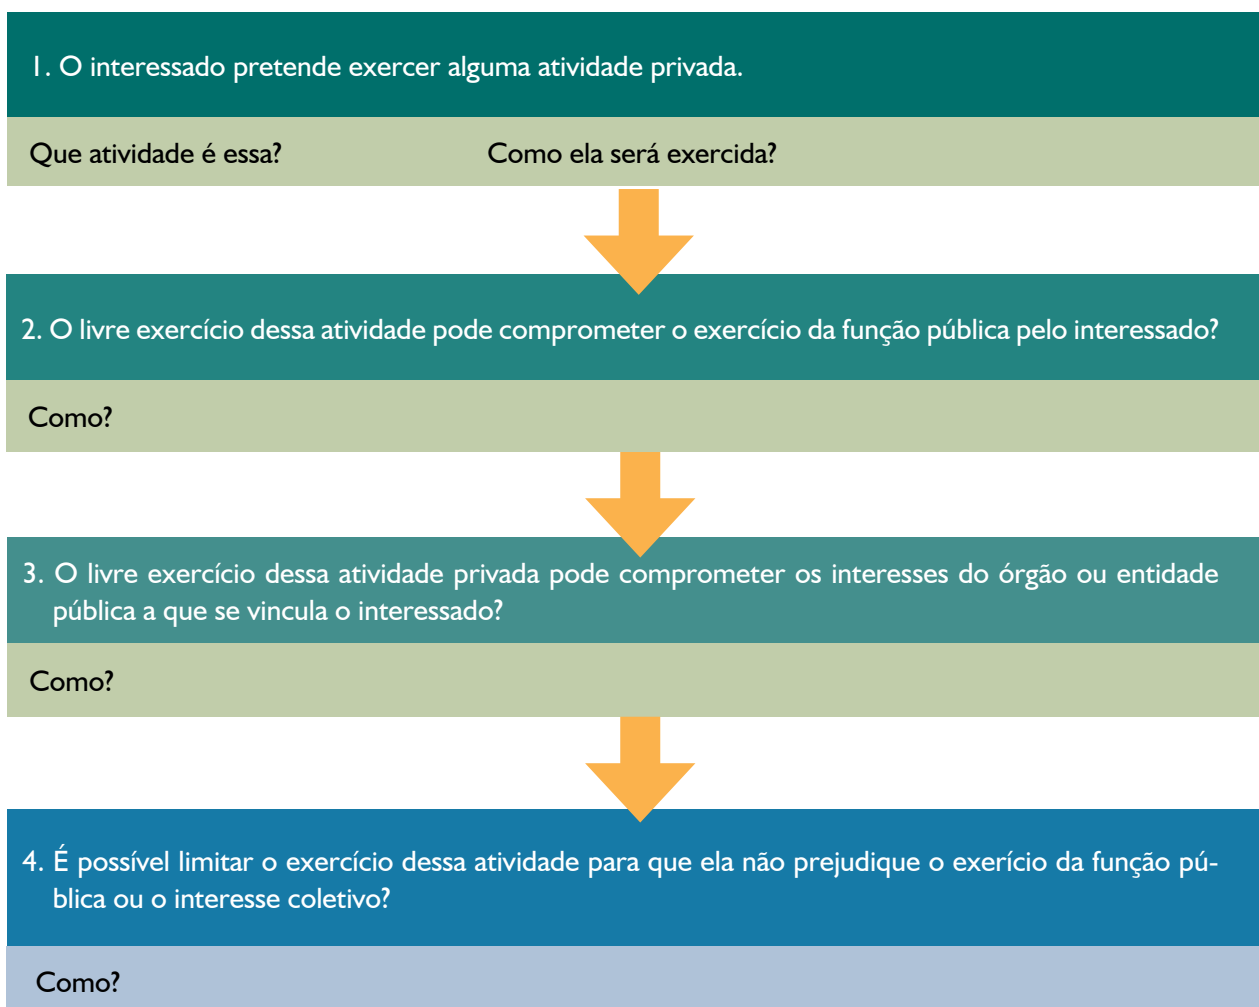 1. O interessado pretende exercer alguma atividade privada.
Que atividade é essa? Como ela será exercida?
2. O livre exercício dessa atividade pode comprometer o exercício da função pública pelo interessado?
Como?
3. O livre exercício dessa atividade privada pode comprometer os interesses do órgão ou entidade
pública a que se vincula o interessado?
Como?
4. É possível limitar o exercício dessa atividade para que ela não prejudique o exerício da função pú-
blica ou o interesse coletivo?
Como?